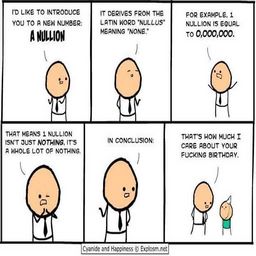 I'D LIKE TO INTRODUCE
YOU TO A NEW NUMBER:
A NULLION
IT DERIVES FROM THE
LATIN WORD "NULLUS"
MEANING "NONE."
FOR EXAMPLE, 1
NULLION IS EQUAL
TO 0,000,000.
THAT MEANS 1 NULLION
ISN'T JUST NOTHING. IT'S
A WHOLE LOT OF NOTHING.
IN CONCLUSION:
THAT'S HOW MUCH I
CARE ABOUT YOUR
FUCKING BIRTHDAY.
Cyanide and Happiness © Explosm.net